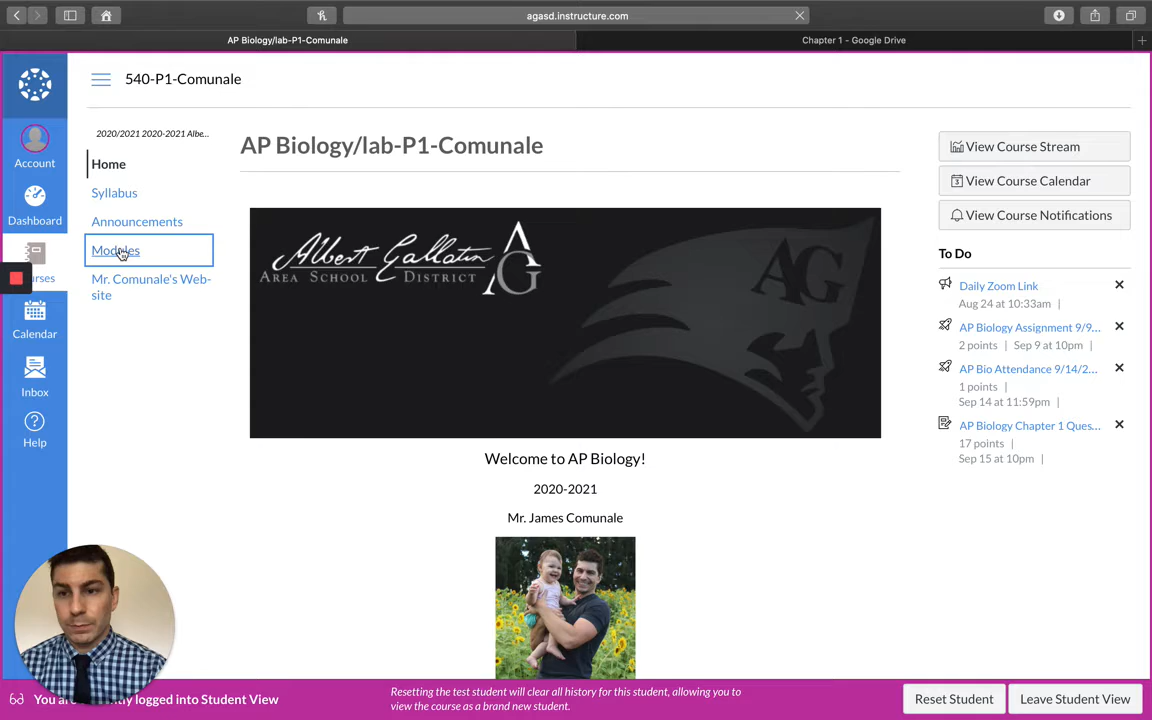 agasd.instructure.com
AP Biology/lab-P1-Comunale
Chapter 1 - Google Drive
540-P1-Comunale
2020/2021 2020-2021 Albe...
Home
Syllabus
Announcements
Modules
Mr. Comunale's Web-
site
Account
Dashboard
Calendar
Inbox
Help
AP Biology/lab-P1-Comunale
Albert Gallatin
AREA SCHOOL DISTRICT
AG
AG
Welcome to AP Biology!
2020-2021
Mr. James Comunale
View Course Stream
View Course Calendar
View Course Notifications
To Do
Daily Zoom Link
Aug 24 at 10:33am |
AP Biology Assignment 9/9...
2 points | Sep 9 at 10pm |
AP Bio Attendance 9/14/2...
1 points |
Sep 14 at 11:59pm |
AP Biology Chapter 1 Ques...
17 points |
Sep 15 at 10pm |
logged into Student View
Resetting the test student will clear all history for this student, allowing you to
view the course as a brand new student.
Reset Student
Leave Student View